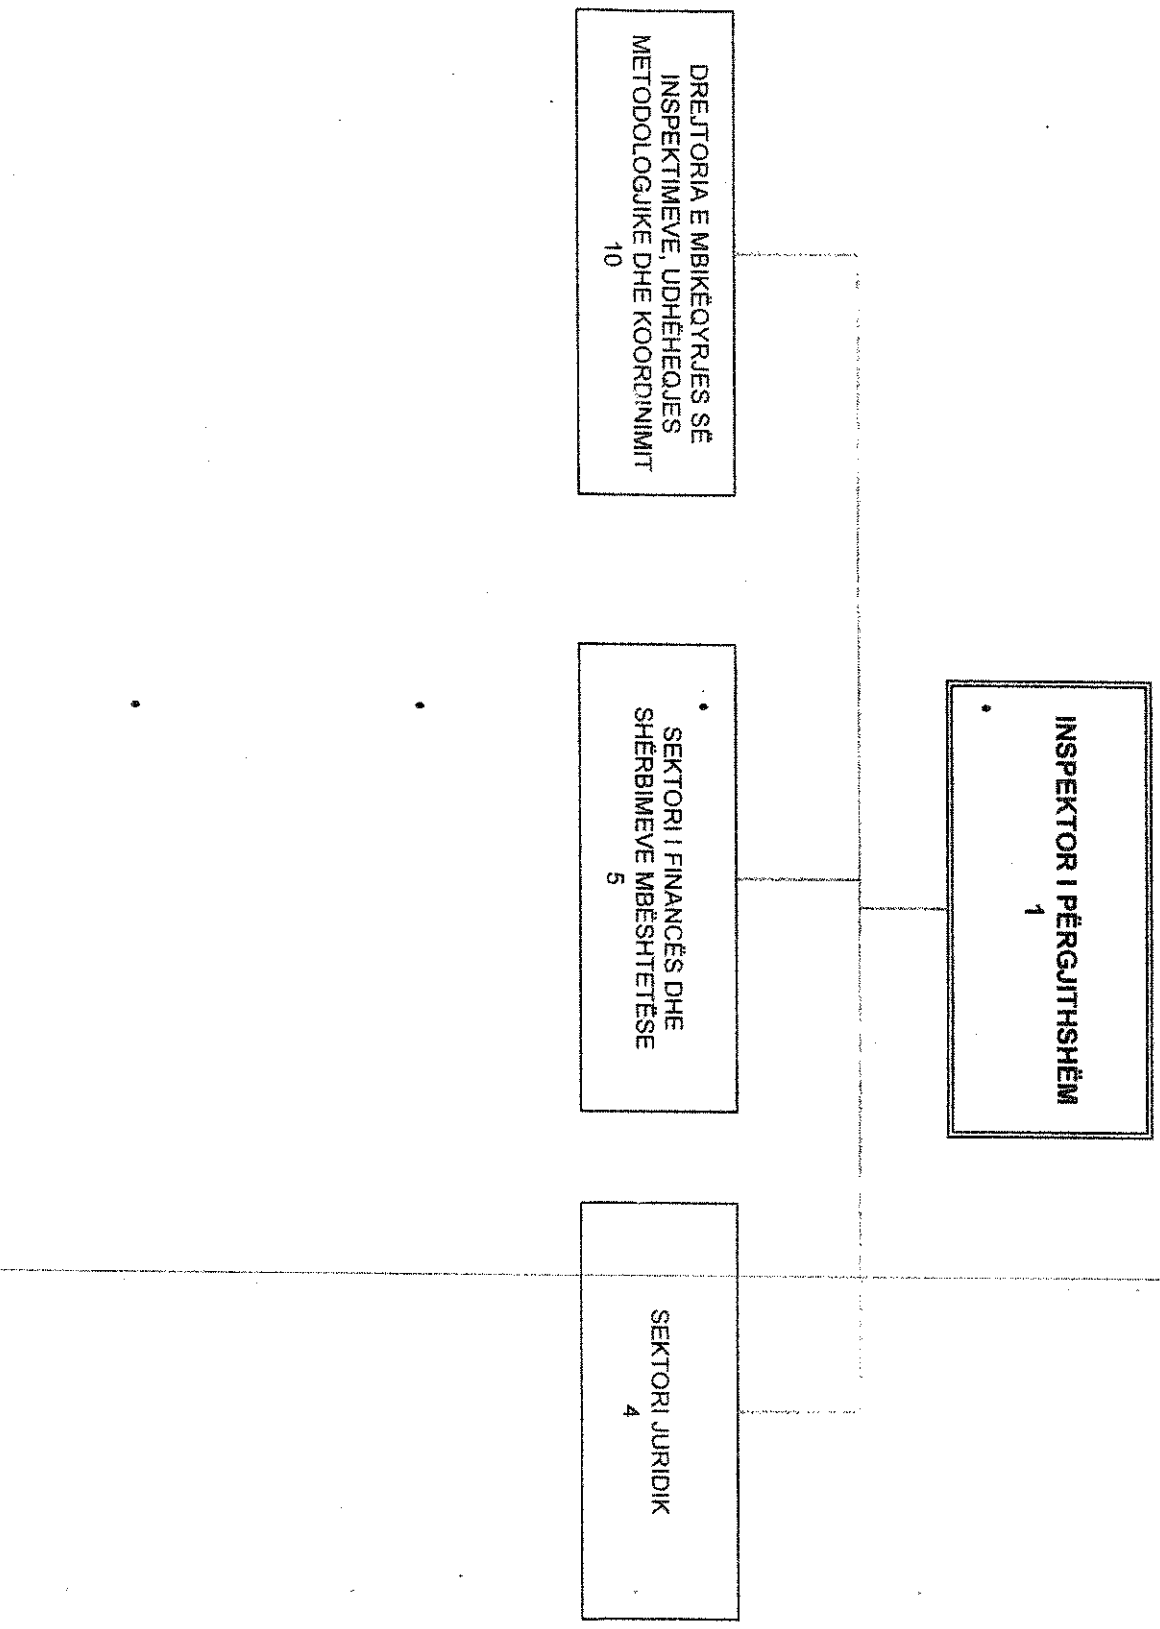 INSPEKTOR I PËRGJITHSHËM
1
DREJTORIA E MBIKËQYRJES SË
INSPEKTIMEVE, UDHËHEQJES
METODOLOGJIKE DHE KOORDINIMIT
10
SEKTORI I FINANCËS DHE
SHËRBIMEVE MBËSHTETËSE
5
SEKTORI JURIDIK
4